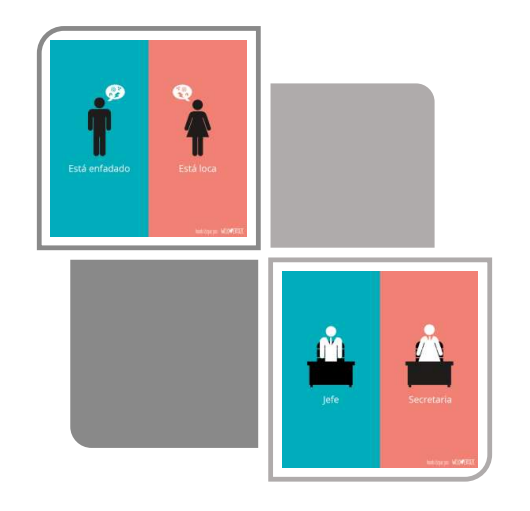 Está enfadado
Está loca
Jefe
Secretaria